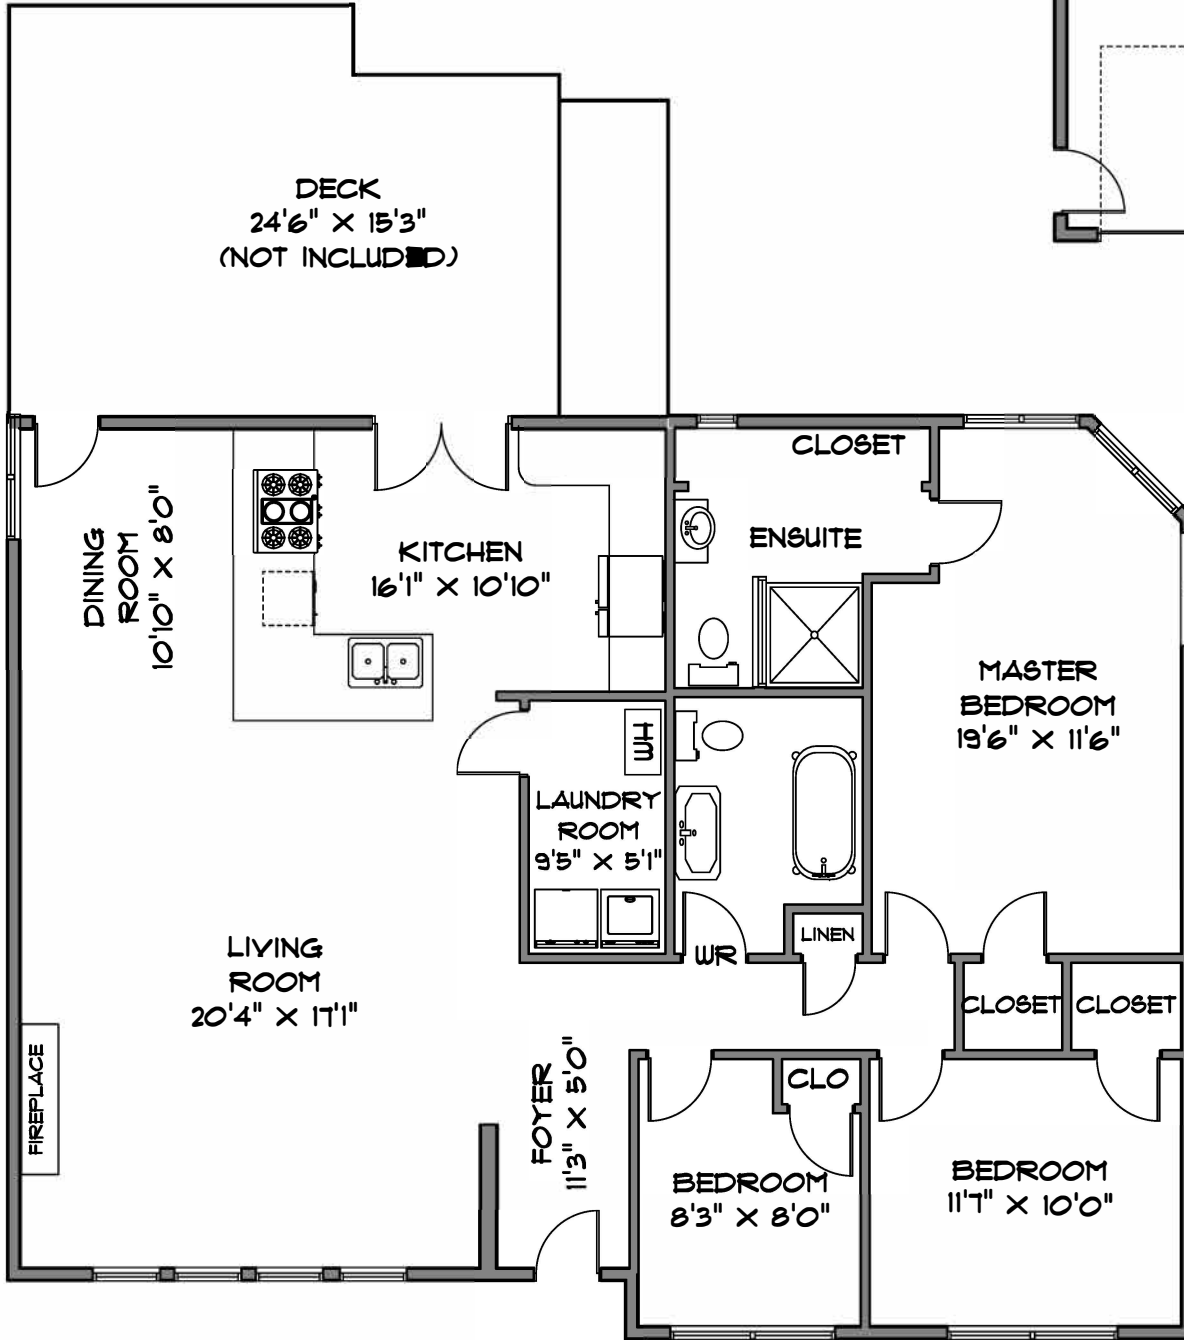 DECK
24'6" X 15'3"
(NOT INCLUDED)
CLOSET
ENSUITE
DINING
ROOM
10'10" X 8'0"
KITCHEN
16'1" X 10'10"
MASTER
BEDROOM
19'6" X 11'6"
WH
LAUNDRY
ROOM
9'5" X 5'1"
LIVING
ROOM
20'4" X 17'1"
WR
LINEN
CLOSET
CLOSET
FIREPLACE
FOYER
11'3" X 5'0"
CLO
BEDROOM
8'3" X 8'0"
BEDROOM
11'7" X 10'0"